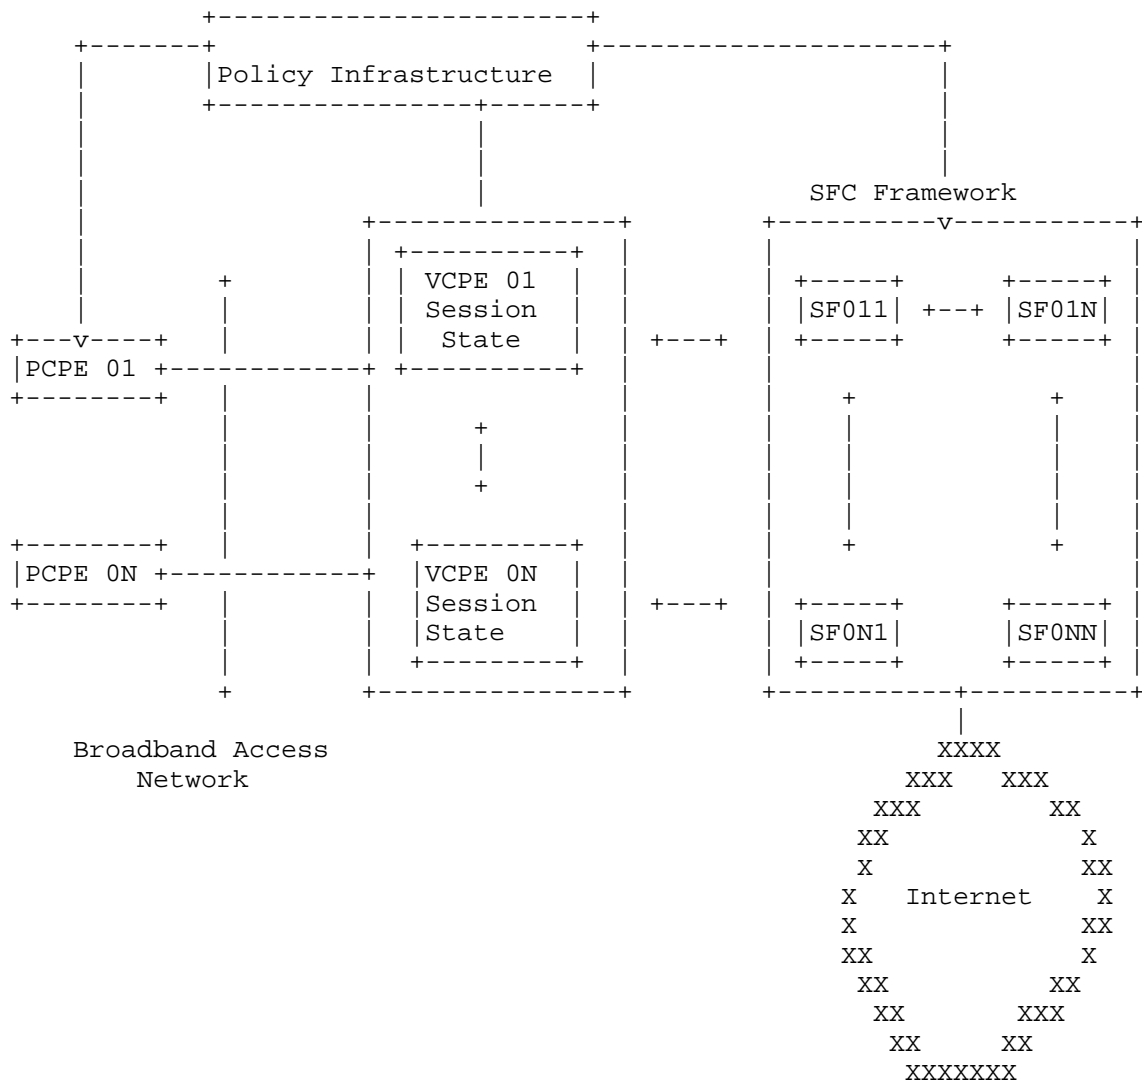 Policy Infrastructure
SFC Framework
VCPE 01
Session
State
SF011
SF01N
PCPE 01
PCPE 0N
VCPE 0N
Session
State
SF0N1
SF0NN
Broadband Access
Network
Internet